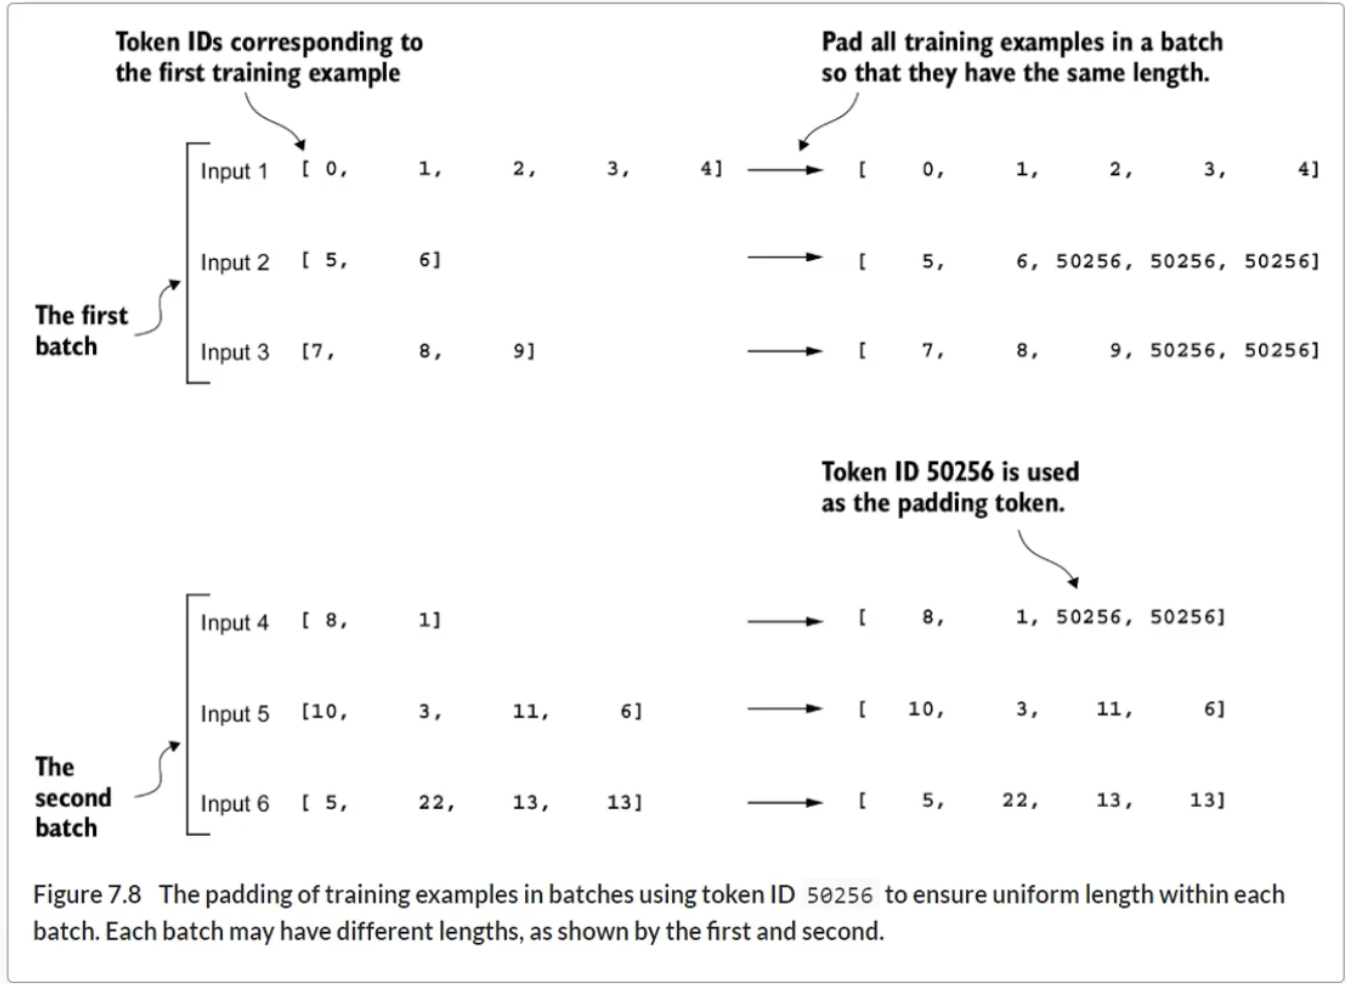 Token IDs corresponding to
the first training example
Pad all training examples in a batch
so that they have the same length.
Input 1 [ 0, 1, 2, 3, 4] [ 0, 1, 2, 3, 4]
Input 2 [ 5, 6] [ 5, 6, 50256, 50256, 50256]
The first
batch
Input 3 [7, 8, 9] [ 7, 8, 9, 50256, 50256]
Token ID 50256 is used
as the padding token.
Input 4 [ 8, 1] [ 8, 1, 50256, 50256]
Input 5 [10, 3, 11, 6] [ 10, 3, 11, 6]
The
second
batch
Input 6 [ 5, 22, 13, 13] [ 5, 22, 13, 13]
Figure 7.8 The padding of training examples in batches using token ID 50256 to ensure uniform length within each
batch. Each batch may have different lengths, as shown by the first and second.